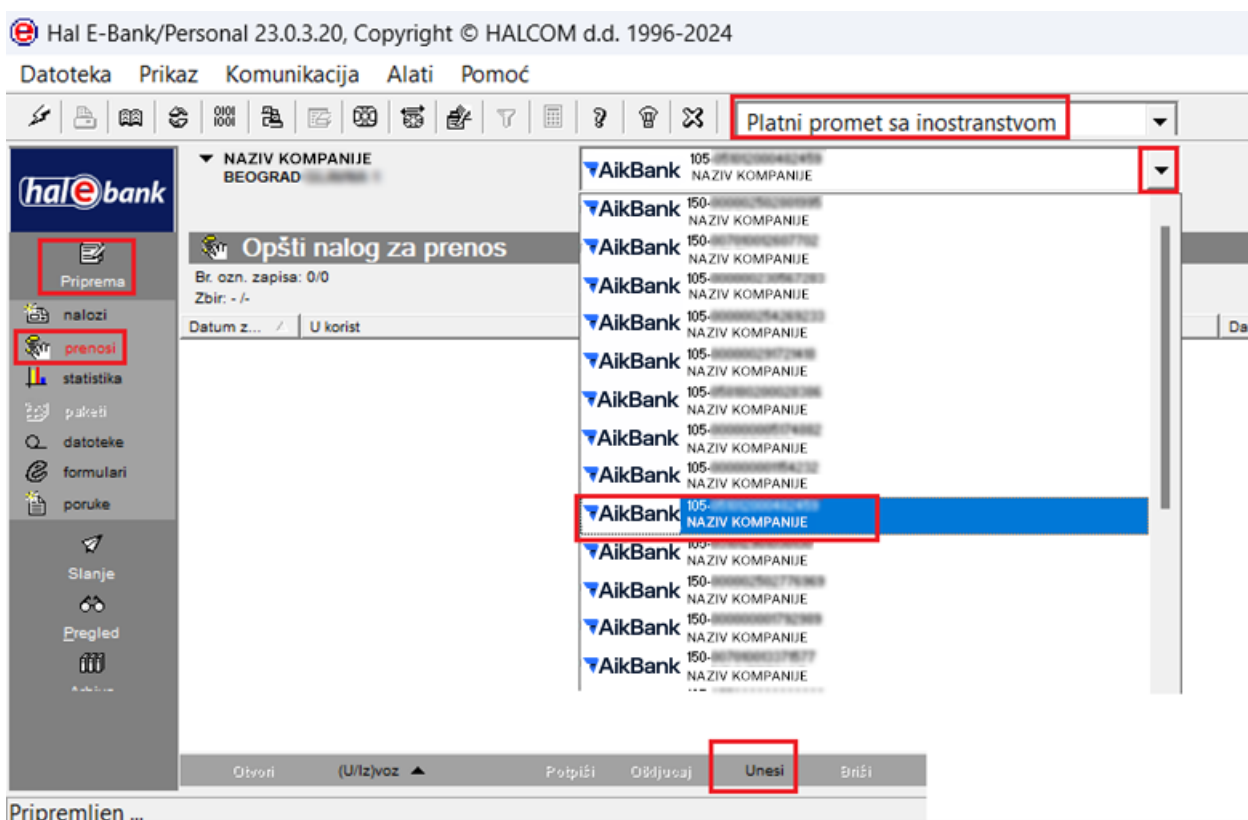 Hal E-Bank/Personal 23.0.3.20, Copyright © HALCOM d.d. 1996-2024
Datoteka Prikaz Komunikacija Alati Pomoć
Platni promet sa inostranstvom
hal e bank
NAZIV KOMPANIJE
BEOGRAD
AikBank 105-
NAZIV KOMPANIJE
AikBank 150-
NAZIV KOMPANIJE
AikBank 150-
NAZIV KOMPANIJE
AikBank 105-
NAZIV KOMPANIJE
AikBank 105-
NAZIV KOMPANIJE
AikBank 105-
NAZIV KOMPANIJE
AikBank 105-
NAZIV KOMPANIJE
AikBank 105-
NAZIV KOMPANIJE
AikBank 105-
NAZIV KOMPANIJE
AikBank 105-
NAZIV KOMPANIJE
AikBank
NAZIV KOMPANIJE
AikBank 150-
NAZIV KOMPANIJE
AikBank 150-
NAZIV KOMPANIJE
AikBank 150-
NAZIV KOMPANIJE
Opšti nalog za prenos
Br. ozn. zapisa: 0/0
Zbir: - /-
Datum z... U korist Da
Priprema
nalozi
prenosi
statistika
paketi
datoteke
formulari
poruke
Slanje
Pregled
Otvori (U/Iz)voz Potpiši Otključaj Unesi Briši
Pripremljen ...